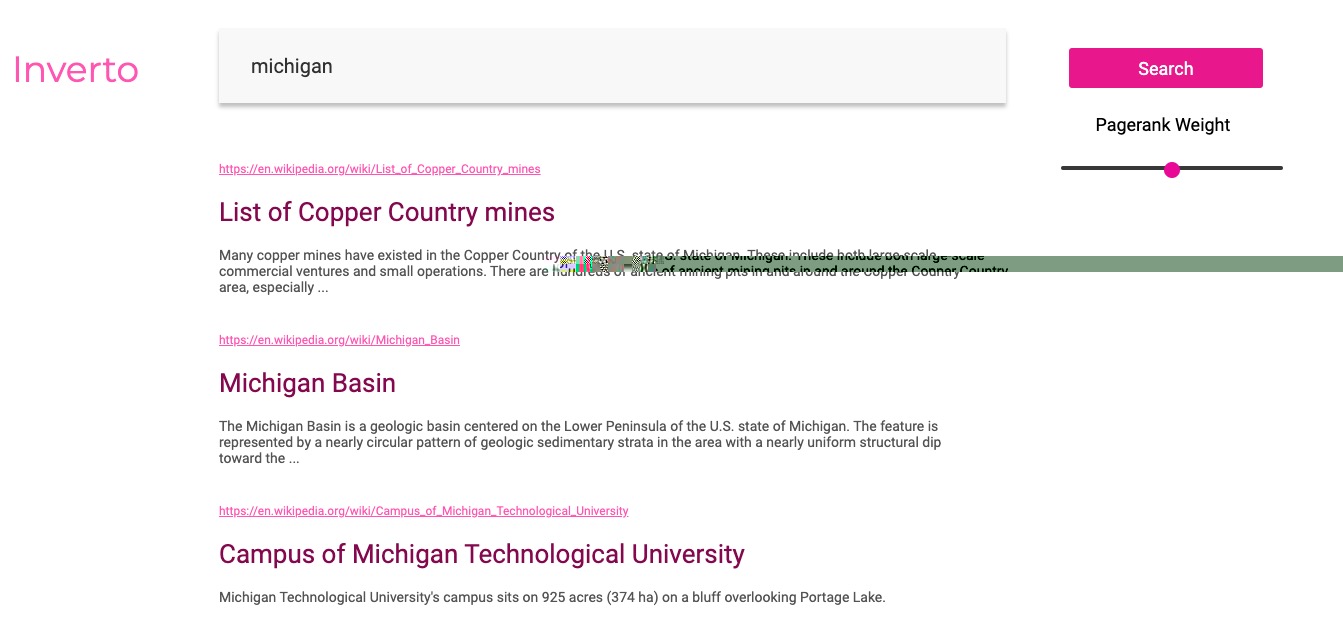 Inverto
michigan
Search
Pagerank Weight
https://en.wikipedia.org/wiki/List_of_Copper_Country_mines
List of Copper Country mines
Many copper mines have existed in the Copper Country of the U.S. state of Michigan. These include both large scale
commercial ventures and small operations. There are hundreds of ancient mining pits in and around the Copper Country
area, especially ...
https://en.wikipedia.org/wiki/Michigan_Basin
Michigan Basin
The Michigan Basin is a geologic basin centered on the Lower Peninsula of the U.S. state of Michigan. The feature is
represented by a nearly circular pattern of geologic sedimentary strata in the area with a nearly uniform structural dip
toward the ...
https://en.wikipedia.org/wiki/Campus_of_Michigan_Technological_University
Campus of Michigan Technological University
Michigan Technological University's campus sits on 925 acres (374 ha) on a bluff overlooking Portage Lake.